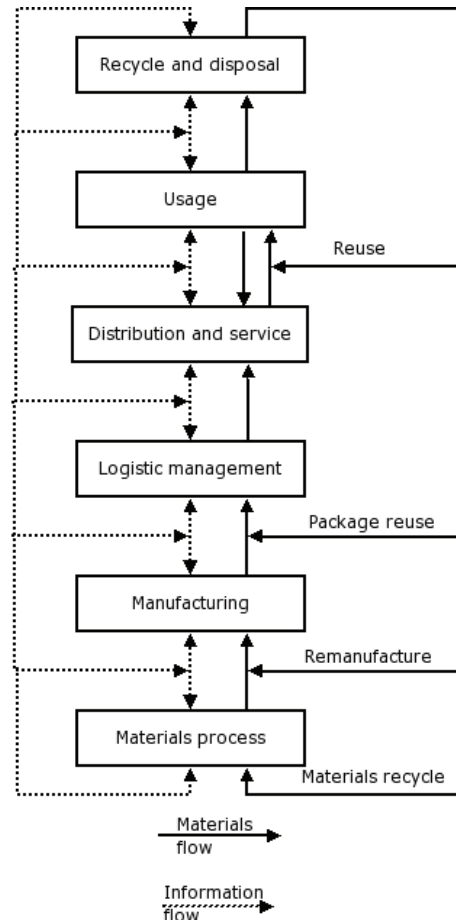 Recycle and disposal
Usage
Reuse
Distribution and service
Logistic management
Package reuse
Manufacturing
Remanufacture
Materials process
Materials recycle
Materials
flow
Information
flow